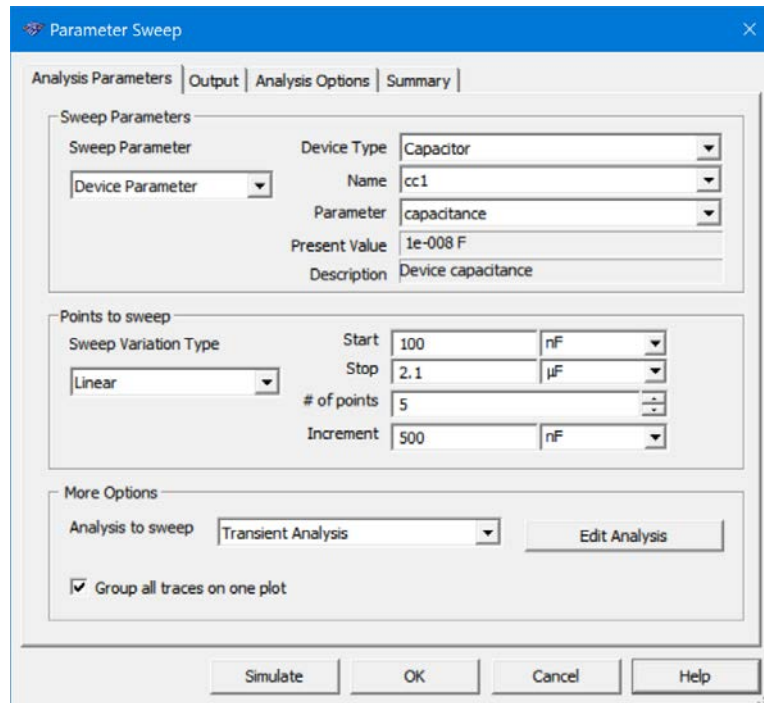 Parameter Sweep
Analysis Parameters Output Analysis Options Summary
Sweep Parameters
Sweep Parameter Device Type Capacitor
Device Parameter Name cc1
Parameter capacitance
Present Value 1e-008 F
Description Device capacitance
Points to sweep
Sweep Variation Type Start 100 nF
Linear Stop 2.1 µF
# of points 5
Increment 500 nF
More Options
Analysis to sweep Transient Analysis Edit Analysis
Group all traces on one plot
Simulate OK Cancel Help